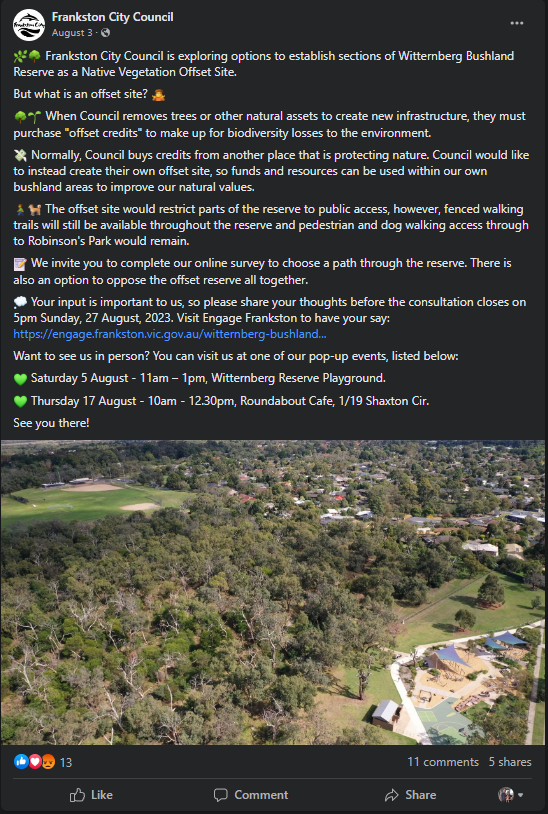 Frankston City Council
August 3 ·
🌿🌳 Frankston City Council is exploring options to establish sections of Witternberg Bushland
Reserve as a Native Vegetation Offset Site.
But what is an offset site? 🙇
🌳🌱 When Council removes trees or other natural assets to create new infrastructure, they must
purchase "offset credits" to make up for biodiversity losses to the environment.
💸 Normally, Council buys credits from another place that is protecting nature. Council would like
to instead create their own offset site, so funds and resources can be used within our own
bushland areas to improve our natural values.
🚶🐕 The offset site would restrict parts of the reserve to public access, however, fenced walking
trails will still be available throughout the reserve and pedestrian and dog walking access through
to Robinson's Park would remain.
📝 We invite you to complete our online survey to choose a path through the reserve. There is
also an option to oppose the offset reserve all together.
💭 Your input is important to us, so please share your thoughts before the consultation closes on
5pm Sunday, 27 August, 2023. Visit Engage Frankston to have your say:
https://engage.frankston.vic.gov.au/witternberg-bushland...
Want to see us in person? You can visit us at one of our pop-up events, listed below:
💚 Saturday 5 August - 11am – 1pm, Witternberg Reserve Playground.
💚 Thursday 17 August - 10am - 12.30pm, Roundabout Cafe, 1/19 Shaxton Cir.
See you there!
13
11 comments 5 shares
Like Comment Share